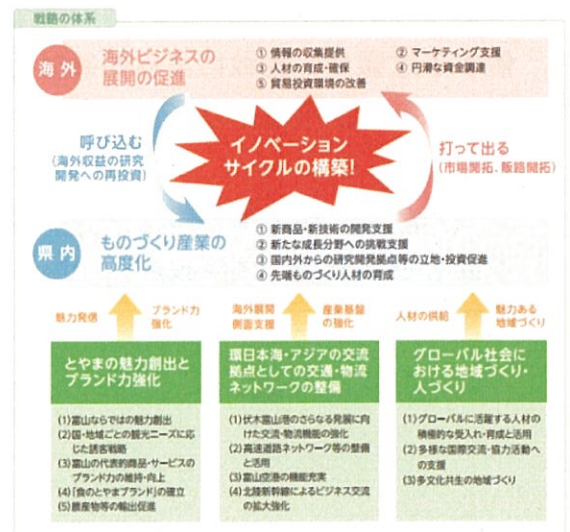 戦略の体系
海外
海外ビジネスの
展開の促進
① 情報の収集提供
② マーケティング支援
③ 人材の育成・確保
④ 円滑な資金調達
⑤ 貿易投資環境の改善
呼び込む
(海外収益の研究
開発への再投資)
イノベーション
サイクルの構築!
打って出る
(市場開拓、販路開拓)
県内
ものづくり産業の
高度化
① 新商品・新技術の開発支援
② 新たな成長分野への挑戦支援
③ 国内外からの研究開発拠点等の立地・投資促進
④ 先端ものづくり人材の育成
魅力発信
ブランド力
強化
海外展開
側面支援
産業基盤
の強化
人材の供給
魅力ある
地域づくり
とやまの魅力創出と
ブランド力強化
(1)富山ならではの魅力創出
(2)国・地域ごとの観光ニーズに応
じた誘客戦略
(3)富山の代表的商品・サービスの
ブランド力の維持・向上
(4)「食のとやまブランド」の確立
(5)農産物等の輸出促進
環日本海・アジアの交流
拠点としての交通・物流
ネットワークの整備
(1)伏木富山港のさらなる発展に向
けた交流・物流機能の強化
(2)高速道路ネットワーク等の整備
と活用
(3)富山空港の機能充実
(4)北陸新幹線によるビジネス交流
の拡大強化
グローバル社会に
おける地域づくり・
人づくり
(1)グローバルに活躍する人材の
積極的な受入れ・育成と活用
(2)多様な国際交流・協力活動へ
の支援
(3)多文化共生の地域づくり